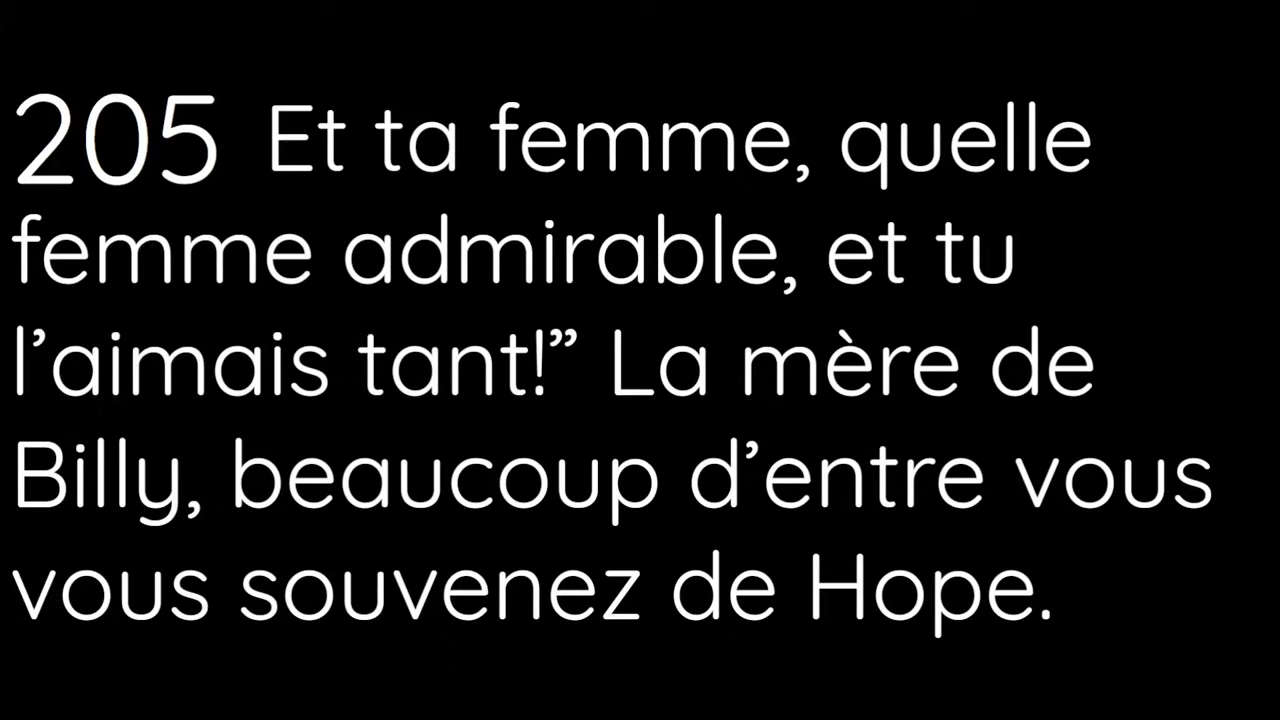 205 Et ta femme, quelle
femme admirable, et tu
l’aimais tant!” La mère de
Billy, beaucoup d’entre vous
vous souvenez de Hope.